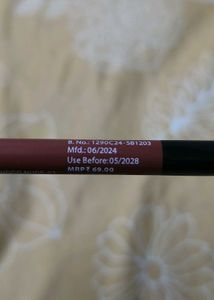 B. No.: 1290C24-SB1203
Mfd.: 06/2024
Use Before: 05/2028
MRP ₹ 69.00